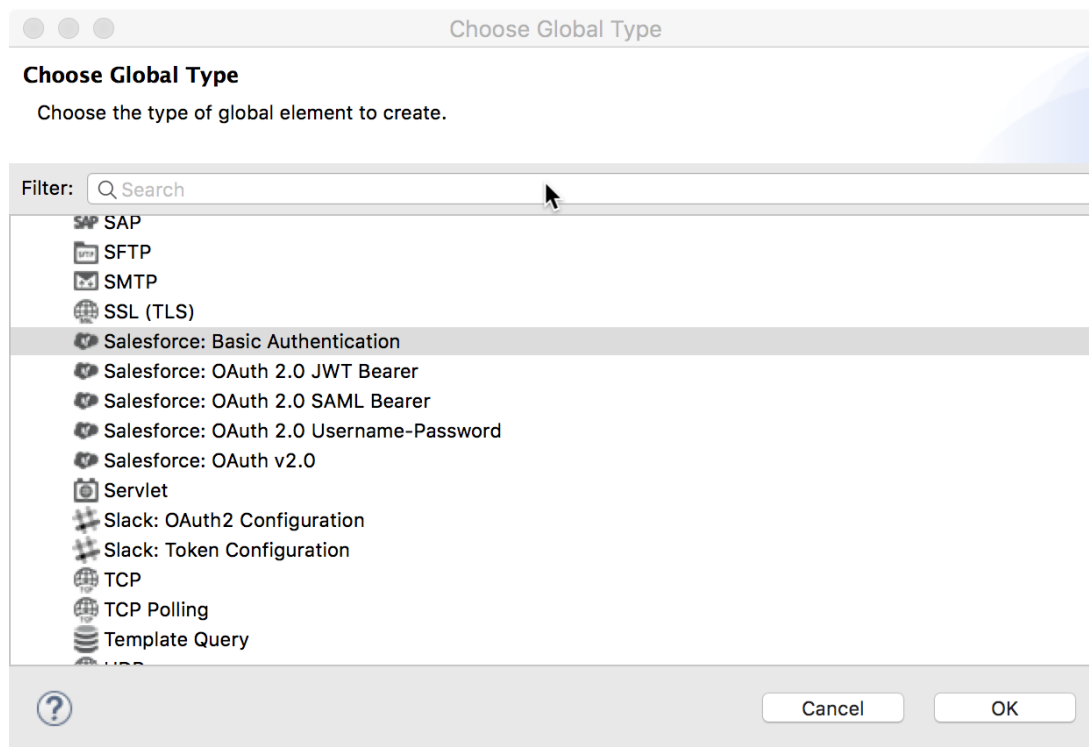 Choose Global Type
Choose Global Type
Choose the type of global element to create.
Filter: Search
SAP SAP
SFTP
SMTP
SSL (TLS)
Salesforce: Basic Authentication
Salesforce: OAuth 2.0 JWT Bearer
Salesforce: OAuth 2.0 SAML Bearer
Salesforce: OAuth 2.0 Username-Password
Salesforce: OAuth v2.0
Servlet
Slack: OAuth2 Configuration
Slack: Token Configuration
TCP
TCP Polling
Template Query
? Cancel OK